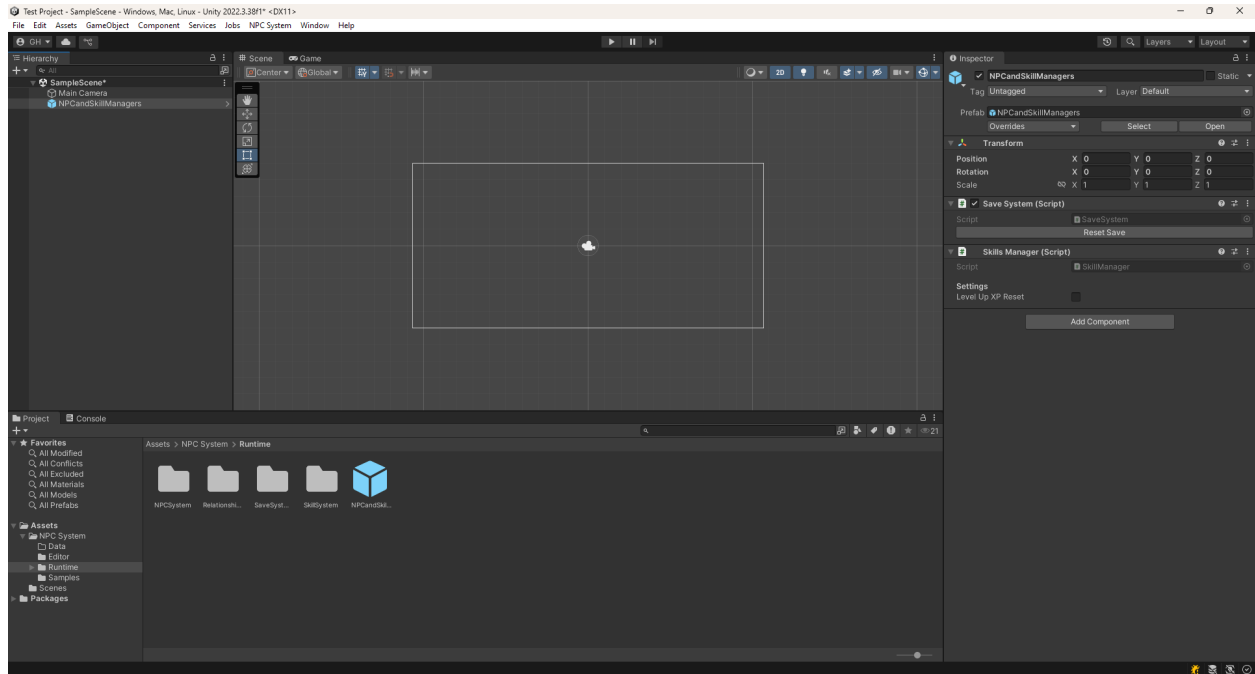 Test Project - SampleScene - Windows, Mac, Linux - Unity 2022.3.38f1* <DX11>
File Edit Assets GameObject Component Services Jobs NPC System Window Help
GH
Layers
Layout
Hierarchy
All
SampleScene*
Main Camera
NPCandSkillManagers
Scene
Game
Center
Global
2D
Inspector
NPCandSkillManagers
Static
Tag Untagged
Layer Default
Prefab NPCandSkillManagers
Overrides
Select
Open
Transform
Position X 0 Y 0 Z 0
Rotation X 0 Y 0 Z 0
Scale X 1 Y 1 Z 1
Save System (Script)
Script SaveSystem
Reset Save
Skills Manager (Script)
Script SkillManager
Settings
Level Up XP Reset
Add Component
Project
Console
21
Favorites
All Modified
All Conflicts
All Excluded
All Materials
All Models
All Prefabs
Assets
NPC System
Data
Editor
Runtime
Samples
Scenes
Packages
Assets > NPC System > Runtime
NPCSystem
Relationshi...
SaveSyst...
SkillSystem
NPCandSkil...